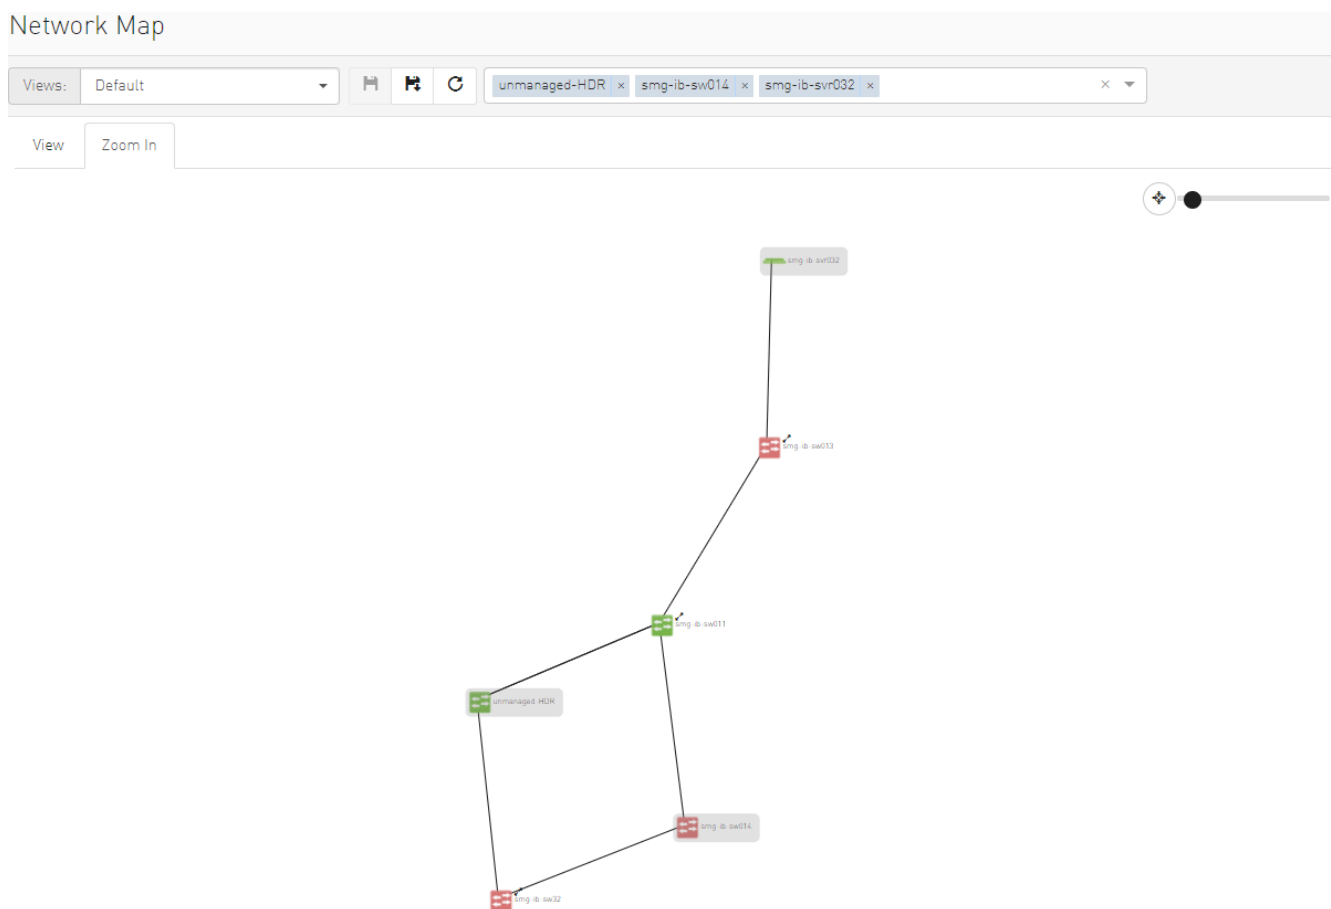 Network Map
Views: Default unmanaged-HDR × smg-ib-sw014 × smg-ib-svr032 × ×
View Zoom In
smg-ib-svr032
smg-ib-sw013
smg-ib-sw011
unmanaged-HDR
smg-ib-sw014
smg-ib-sw32